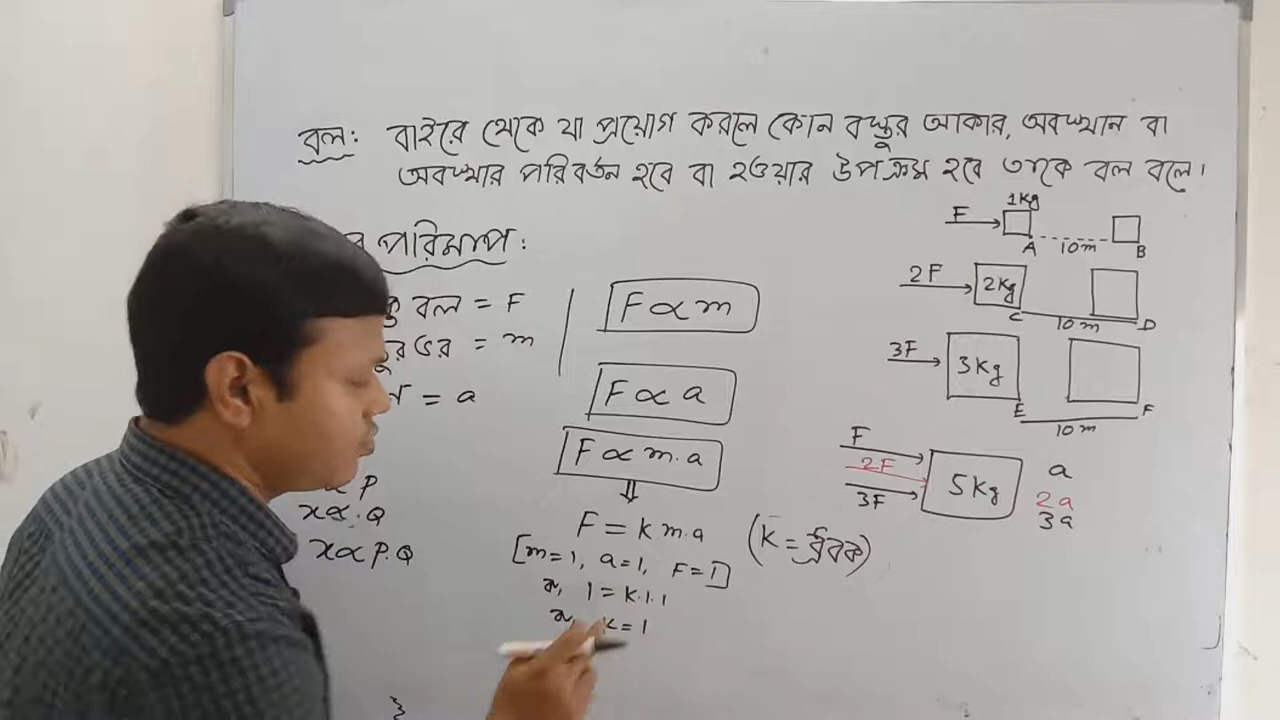 বল: বাইরে থেকে যা প্রয়োগ করলে কোন বস্তুর আকার, অবস্থান বা
অবস্থার পরিবর্তন হবে বা হওয়ার উপক্রম হবে তাকে বল বলে।
পরিমাপ:
বল = F
ভর = m
= a
F ∝ m
F ∝ a
F ∝ m.a
⇓
F = k m.a (k = ধ্রুবক)
[m=1, a=1, F=1]
বা, 1 = k.1.1
বা, k = 1
∝ P
x ∝ Q
x ∝ P.Q
F 1Kg
A 10m B
2F 2Kg
C 10m D
3F 3Kg
E 10m F
F 5Kg a
2F 2a
3F 3a